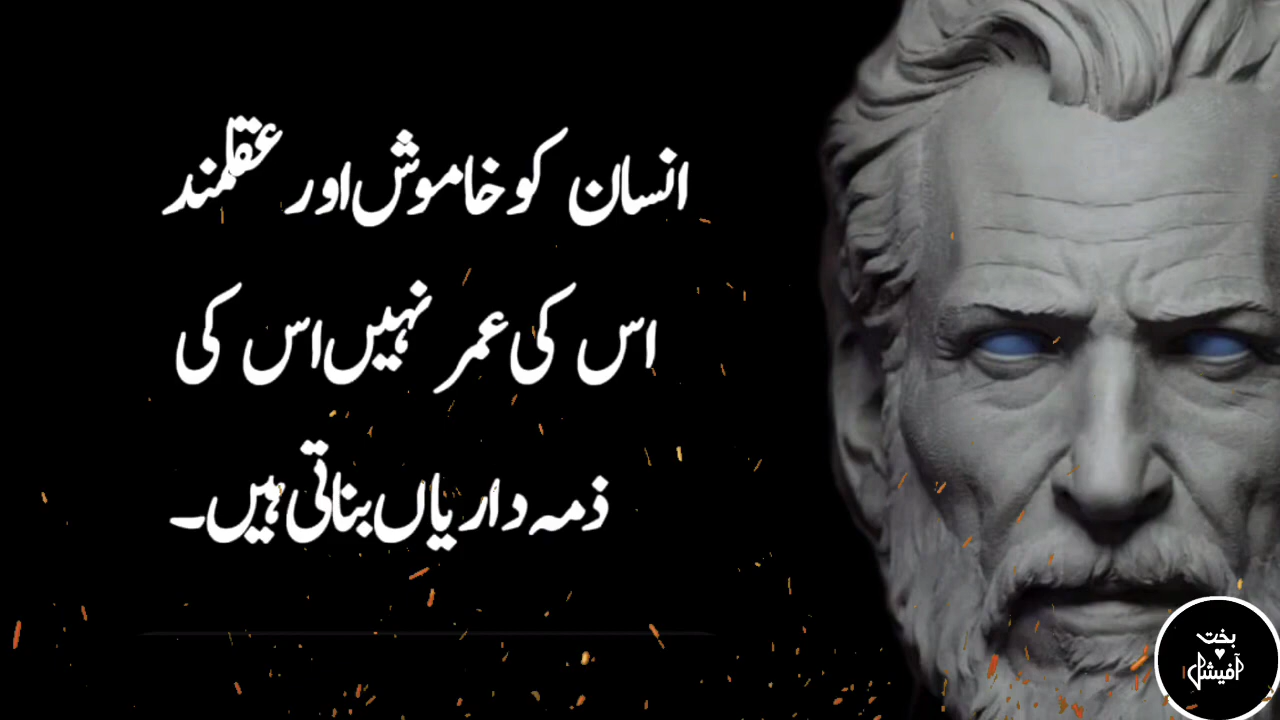 انسان کو خاموش اور عقلمند
اس کی عمر نہیں اس کی
ذمہ داریاں بناتی ہیں۔
بخت
آفیشل